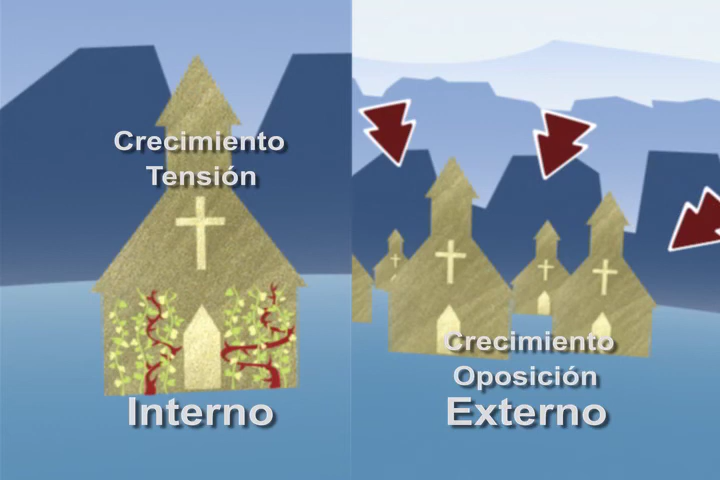 Crecimiento
Tensión
Interno
Crecimiento
Oposición
Externo